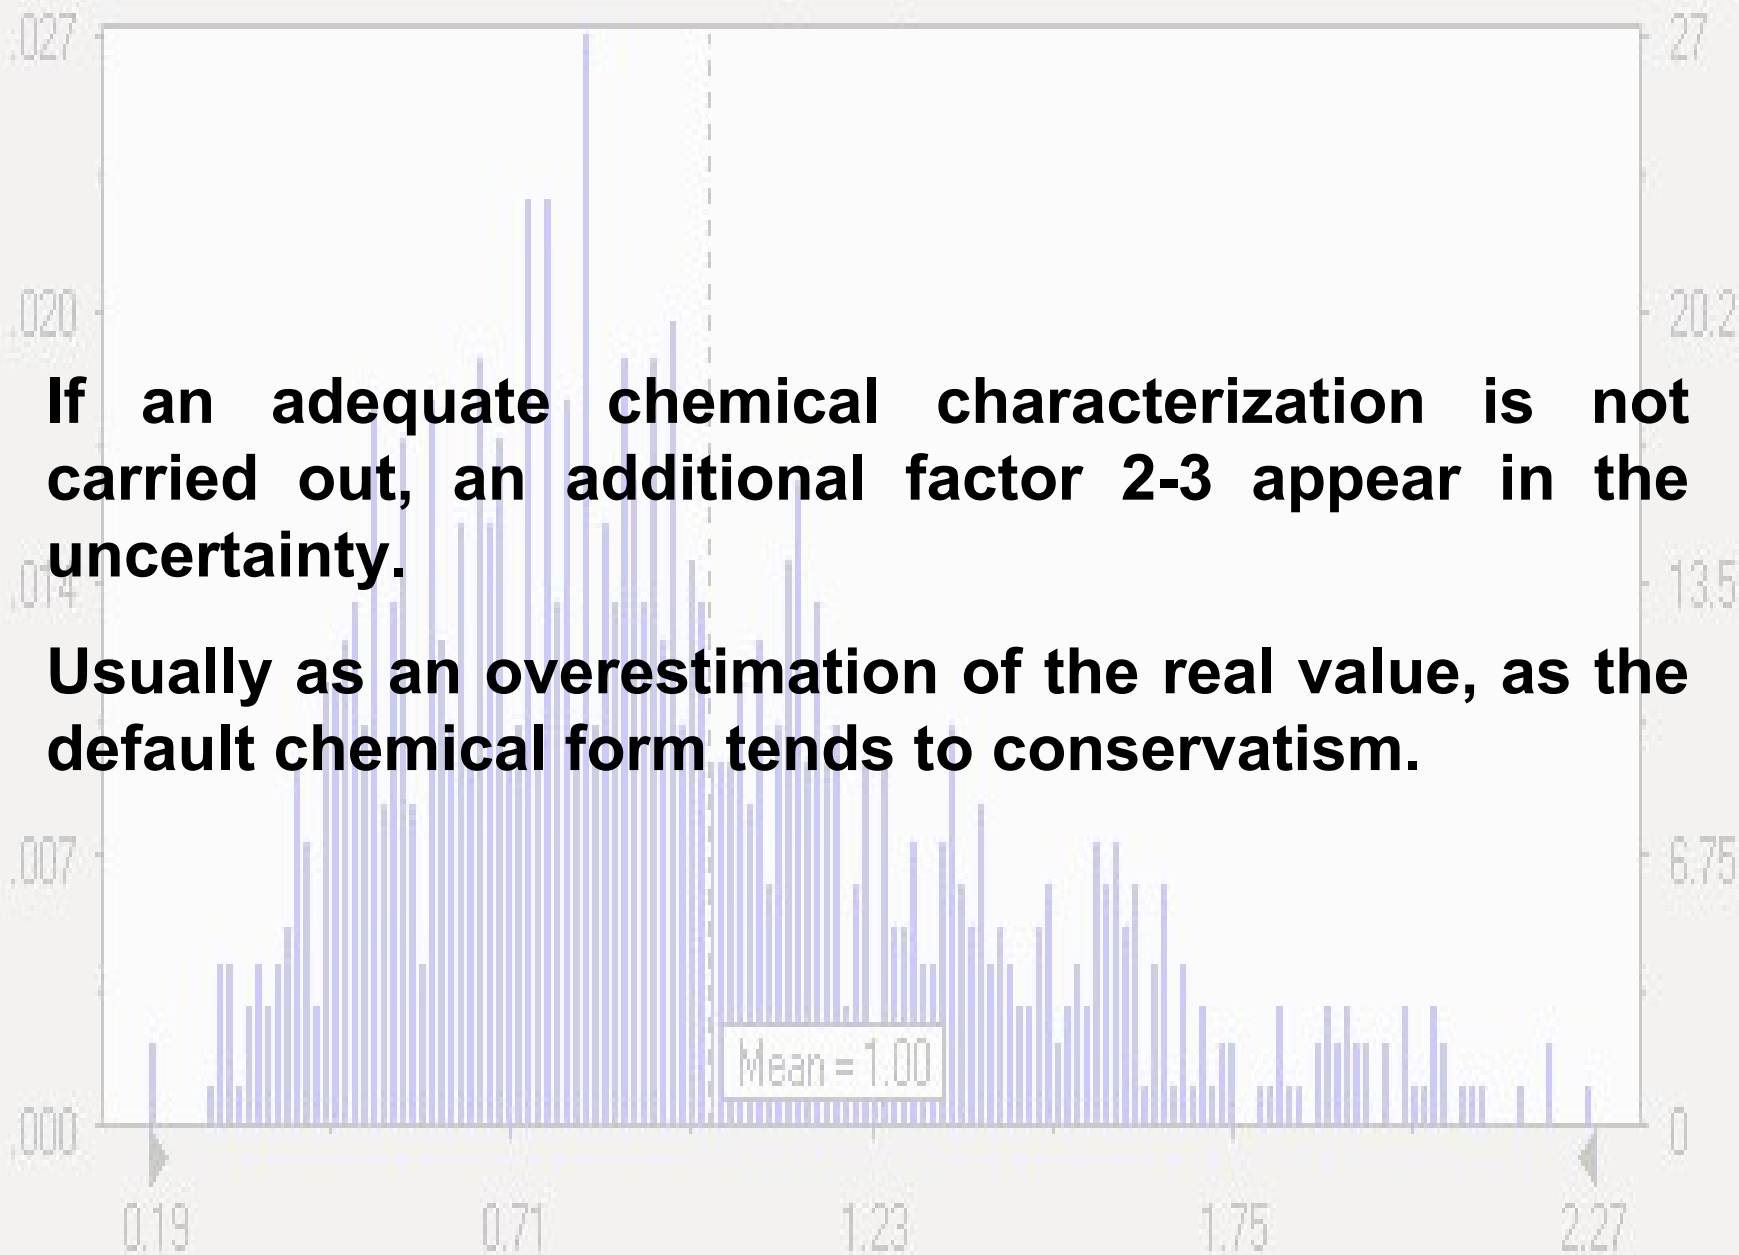 .027
27
.020
20.2
If an adequate chemical characterization is not
carried out, an additional factor 2-3 appear in the
uncertainty.
.014
13.5
Usually as an overestimation of the real value, as the
default chemical form tends to conservatism.
.007
6.75
Mean = 1.00
.000
0
0.19
0.71
1.23
1.75
2.27